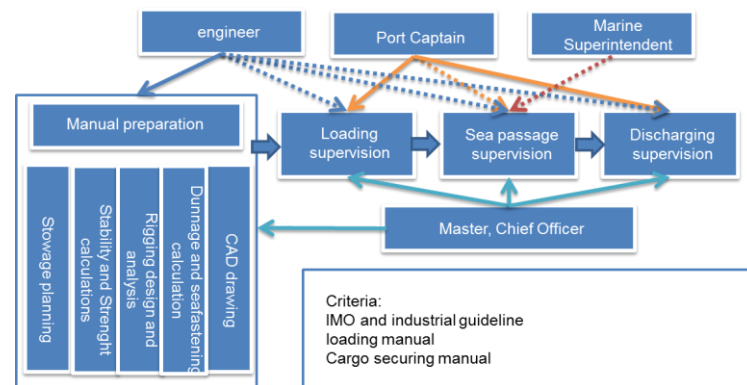 engineer
Port Captain
Marine
Superintendent
Manual preparation
Loading
supervision
Sea passage
supervision
Discharging
supervision
Stowage planning
Stability and Strenght
calculations
Rigging design and
analysis
Dunnage and seafastening
calculation
CAD drawing
Master, Chief Officer
Criteria:
IMO and industrial guideline
loading manual
Cargo securing manual